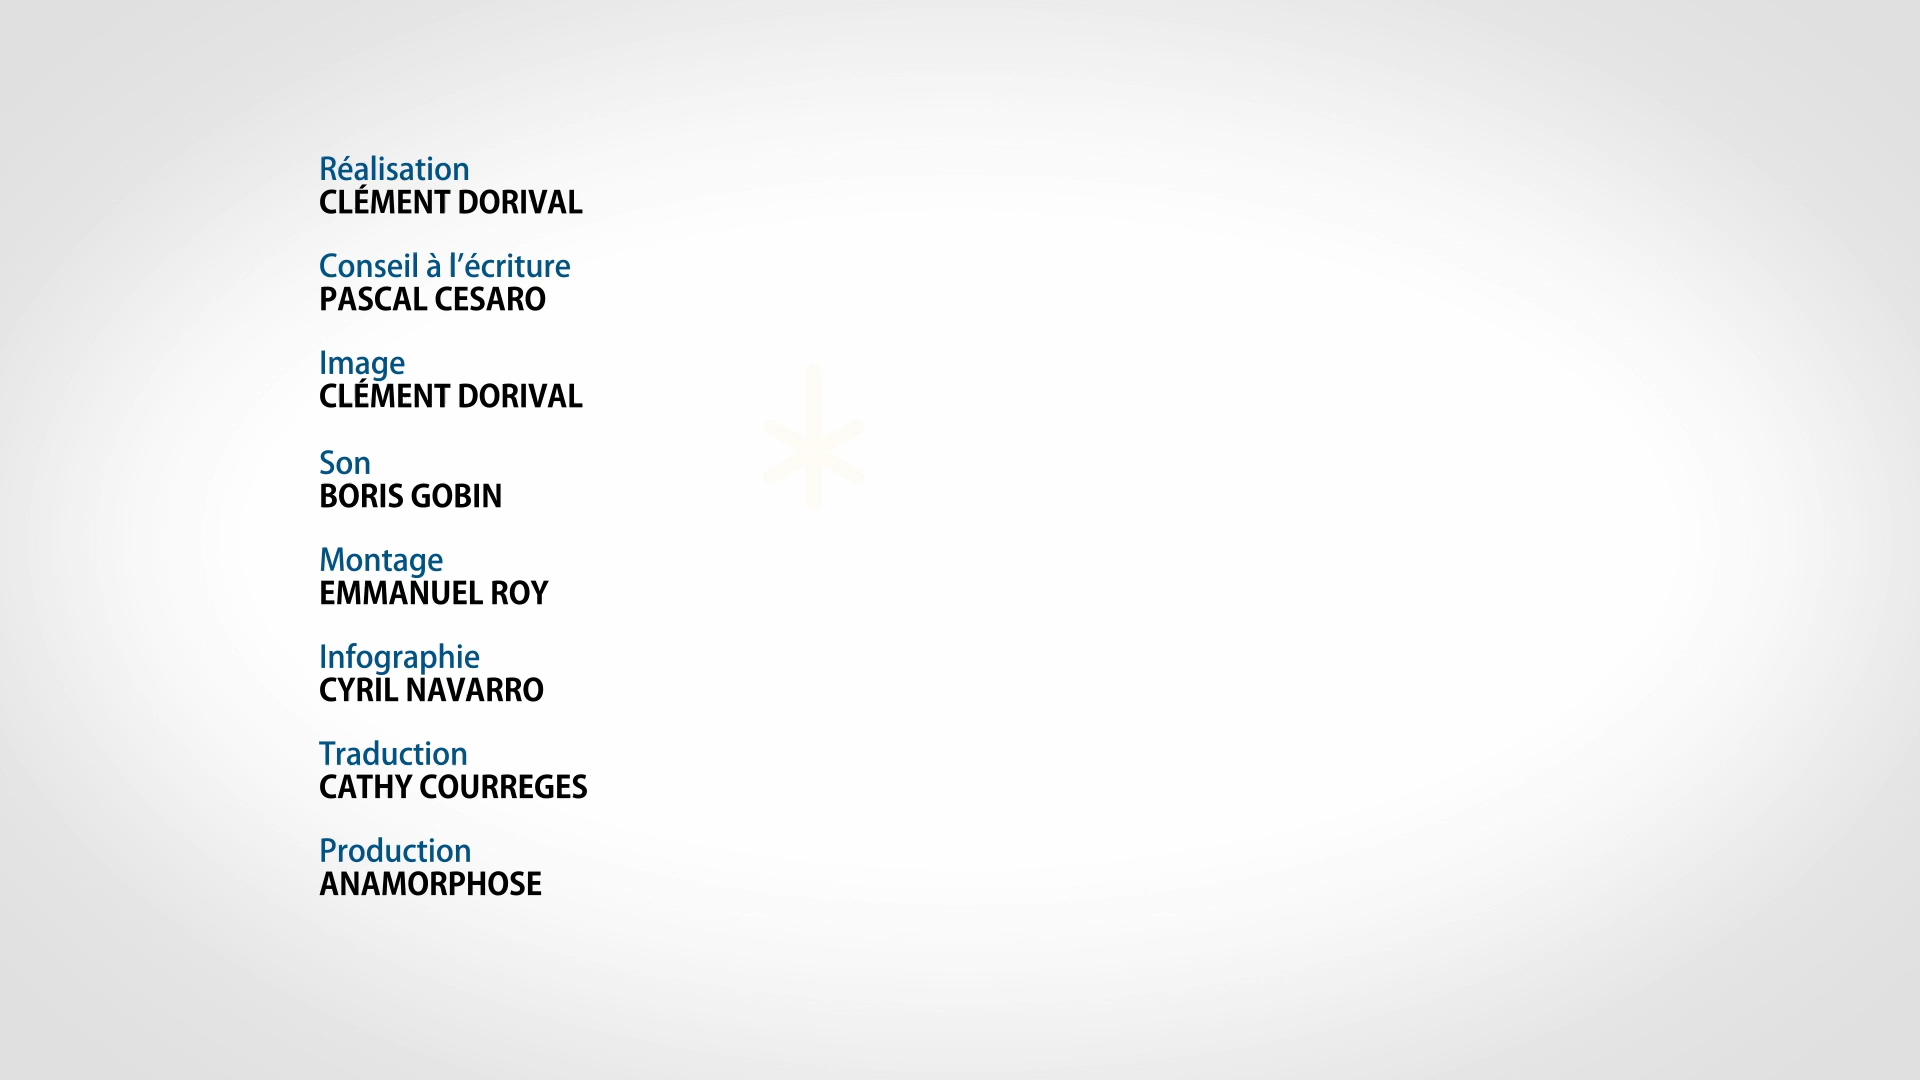 Réalisation
CLÉMENT DORIVAL
Conseil à l’écriture
PASCAL CESARO
Image
CLÉMENT DORIVAL
Son
BORIS GOBIN
Montage
EMMANUEL ROY
Infographie
CYRIL NAVARRO
Traduction
CATHY COURREGES
Production
ANAMORPHOSE